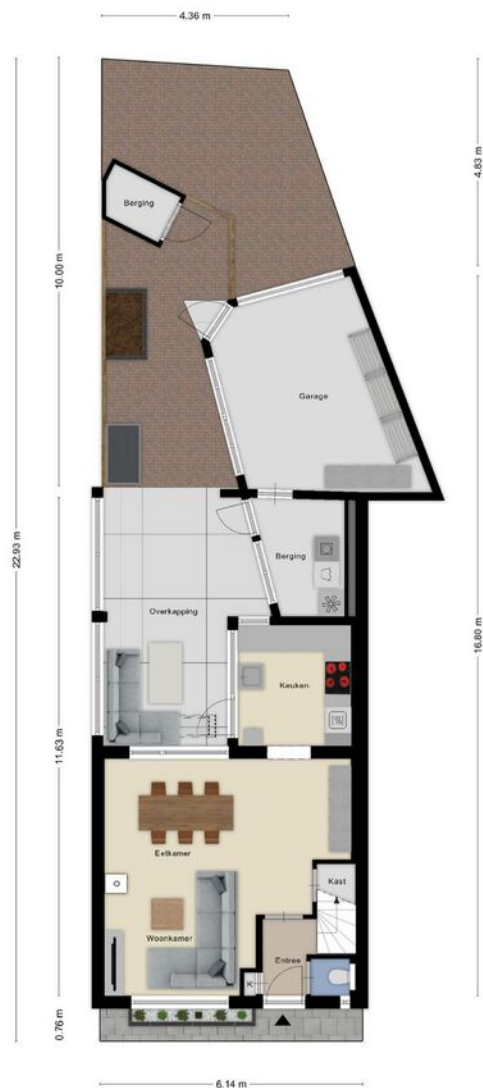 4.36 m
4.83 m
Berging
10.00 m
Garage
22.93 m
Berging
Overkapping
16.80 m
Keuken
11.63 m
Eetkamer
Kast
Woonkamer
Entree
K
0.76 m
6.14 m